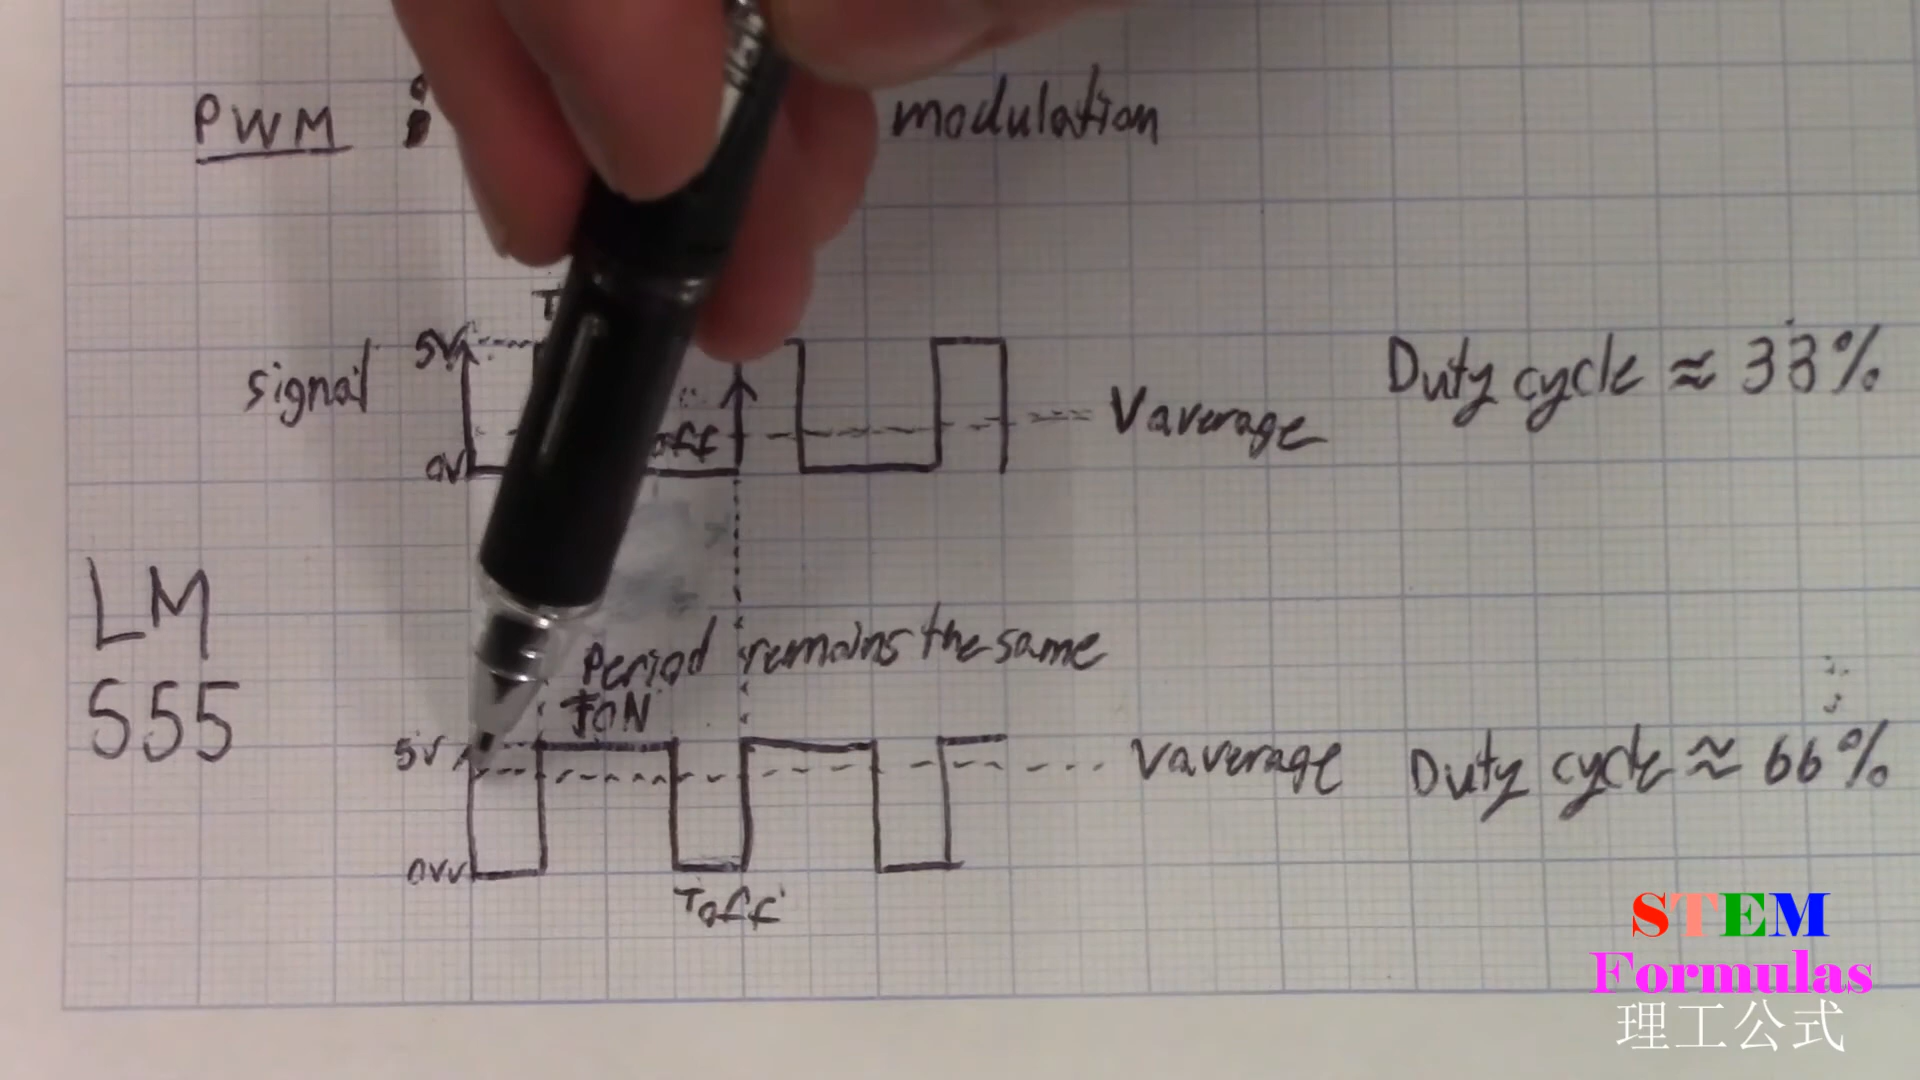 PWM : modulation
5V
signal
off
0V
Vaverage
Duty cycle ≈ 33%
LM
555
Period remains the same
TON
5V
Vaverage
Duty cycle ≈ 66%
0V
Toff
STEM
Formulas
理工公式